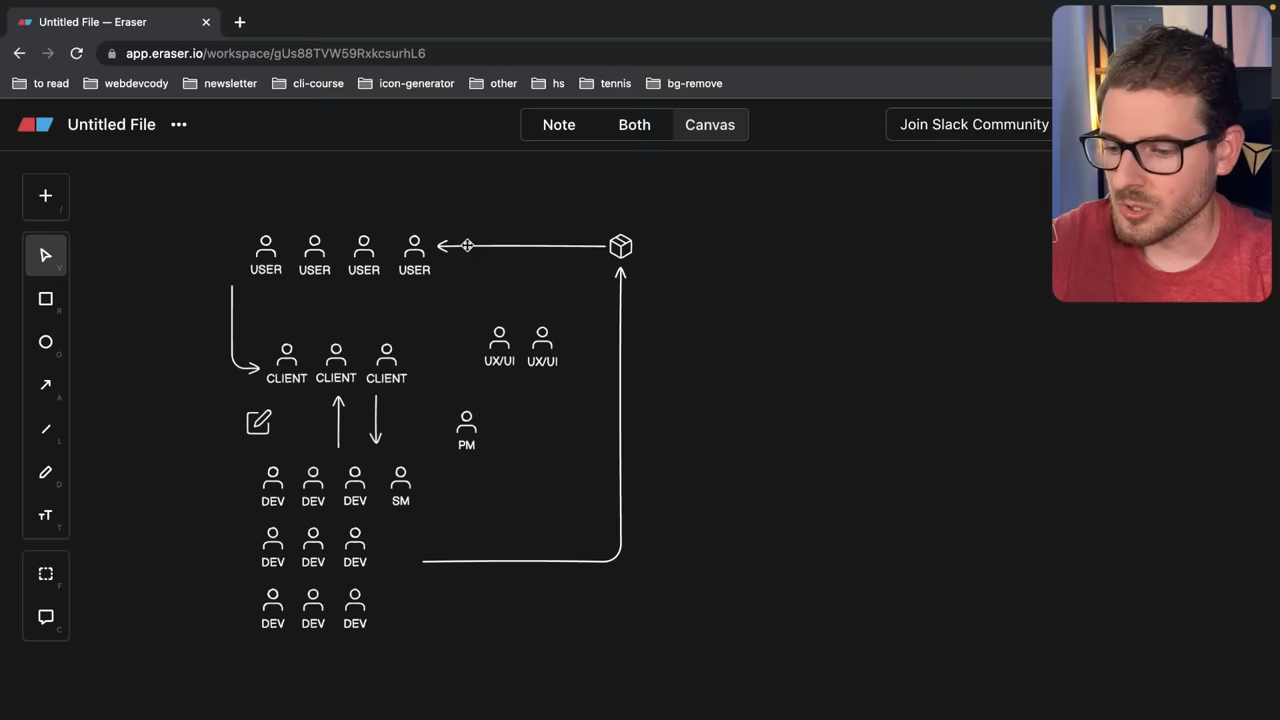 Untitled File — Eraser
app.eraser.io/workspace/gUs88TVW59RxkcsurhL6
to read webdevcody newsletter cli-course icon-generator other hs tennis bg-remove
Untitled File
Note Both Canvas
Join Slack Community
/
V
R
O
A
L
D
T
F
C
USER USER USER USER
UX/UI UX/UI
CLIENT CLIENT CLIENT
PM
DEV DEV DEV SM
DEV DEV DEV
DEV DEV DEV